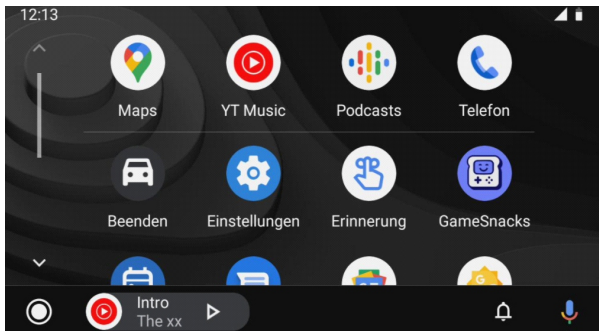 12:13
Maps YT Music Podcasts Telefon
Beenden Einstellungen Erinnerung GameSnacks
Intro
The xx